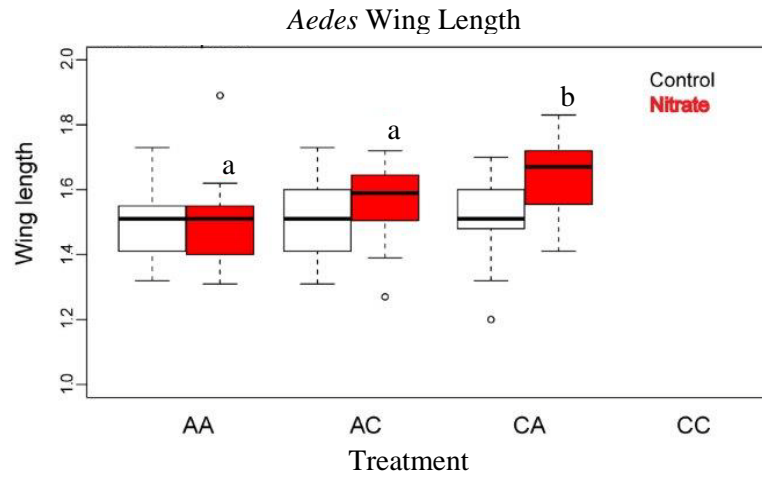 Aedes Wing Length
Control
Nitrate
Wing length
2.0
1.8
1.6
1.4
1.2
1.0
a
a
b
AA
AC
CA
CC
Treatment